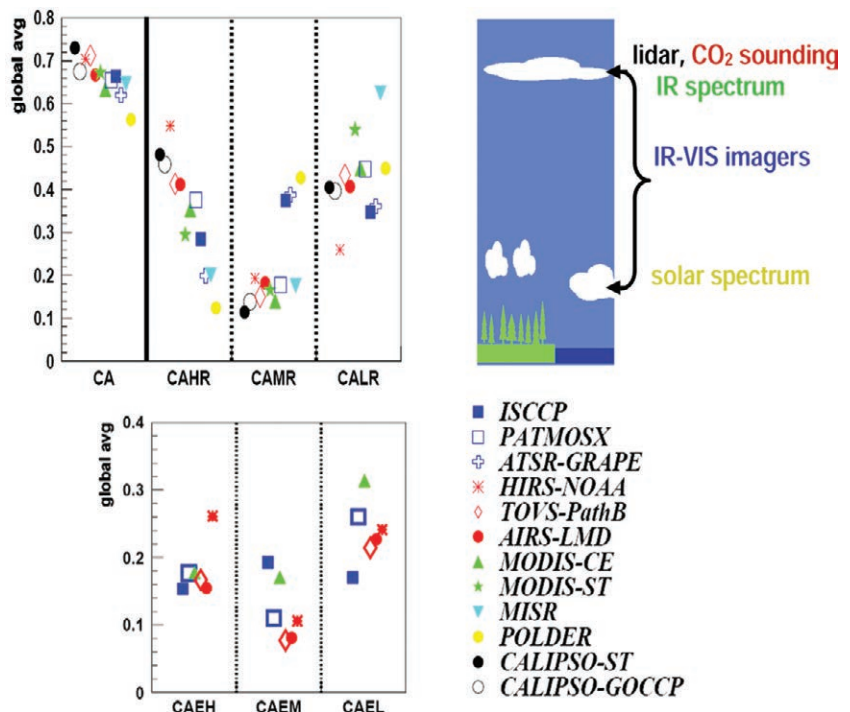 global avg
0.8
0.7
0.6
0.5
0.4
0.3
0.2
0.1
0
CA CAHR CAMR CALR
lidar, CO₂ sounding
IR spectrum
IR-VIS imagers
solar spectrum
global avg
0.4
0.3
0.2
0.1
0
CAEH CAEM CAEL
ISCCP
PATMOSX
ATSR-GRAPE
HIRS-NOAA
TOVS-PathB
AIRS-LMD
MODIS-CE
MODIS-ST
MISR
POLDER
CALIPSO-ST
CALIPSO-GOCCP